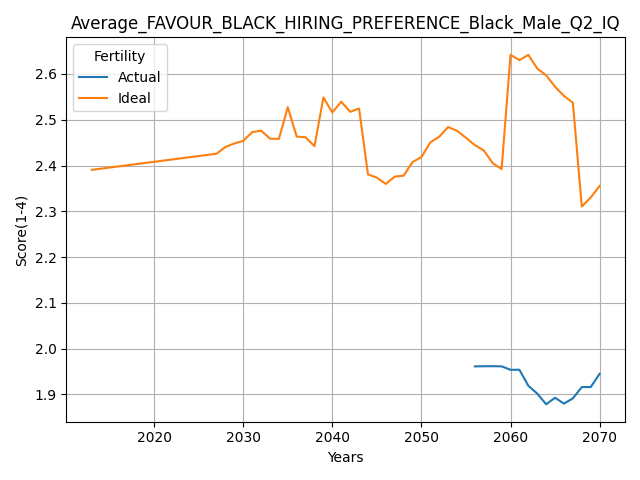 Average_FAVOUR_BLACK_HIRING_PREFERENCE_Black_Male_Q2_IQ
Fertility
Actual
Ideal
Score(1-4)
2.6
2.5
2.4
2.3
2.2
2.1
2.0
1.9
2020 2030 2040 2050 2060 2070
Years